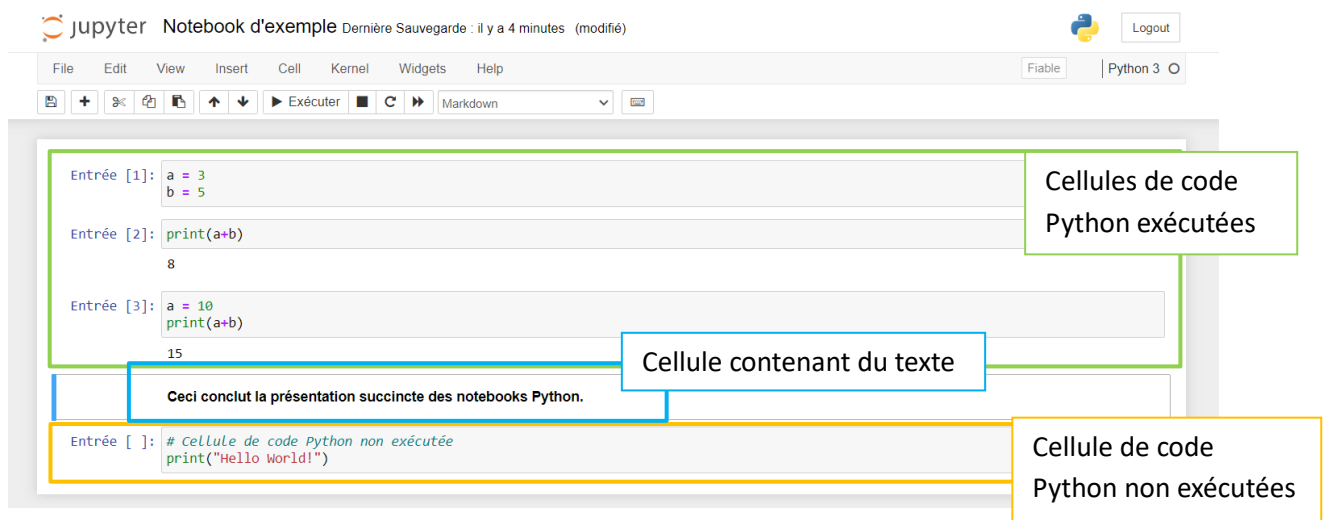 jupyter Notebook d'exemple Dernière Sauvegarde : il y a 4 minutes (modifié) Logout
File Edit View Insert Cell Kernel Widgets Help Fiable Python 3
Exécuter Markdown
Entrée [1]: a = 3
b = 5
Cellules de code
Python exécutées
Entrée [2]: print(a+b)
8
Entrée [3]: a = 10
print(a+b)
15
Cellule contenant du texte
Ceci conclut la présentation succincte des notebooks Python.
Entrée [ ]: # Cellule de code Python non exécutée
print("Hello World!")
Cellule de code
Python non exécutées